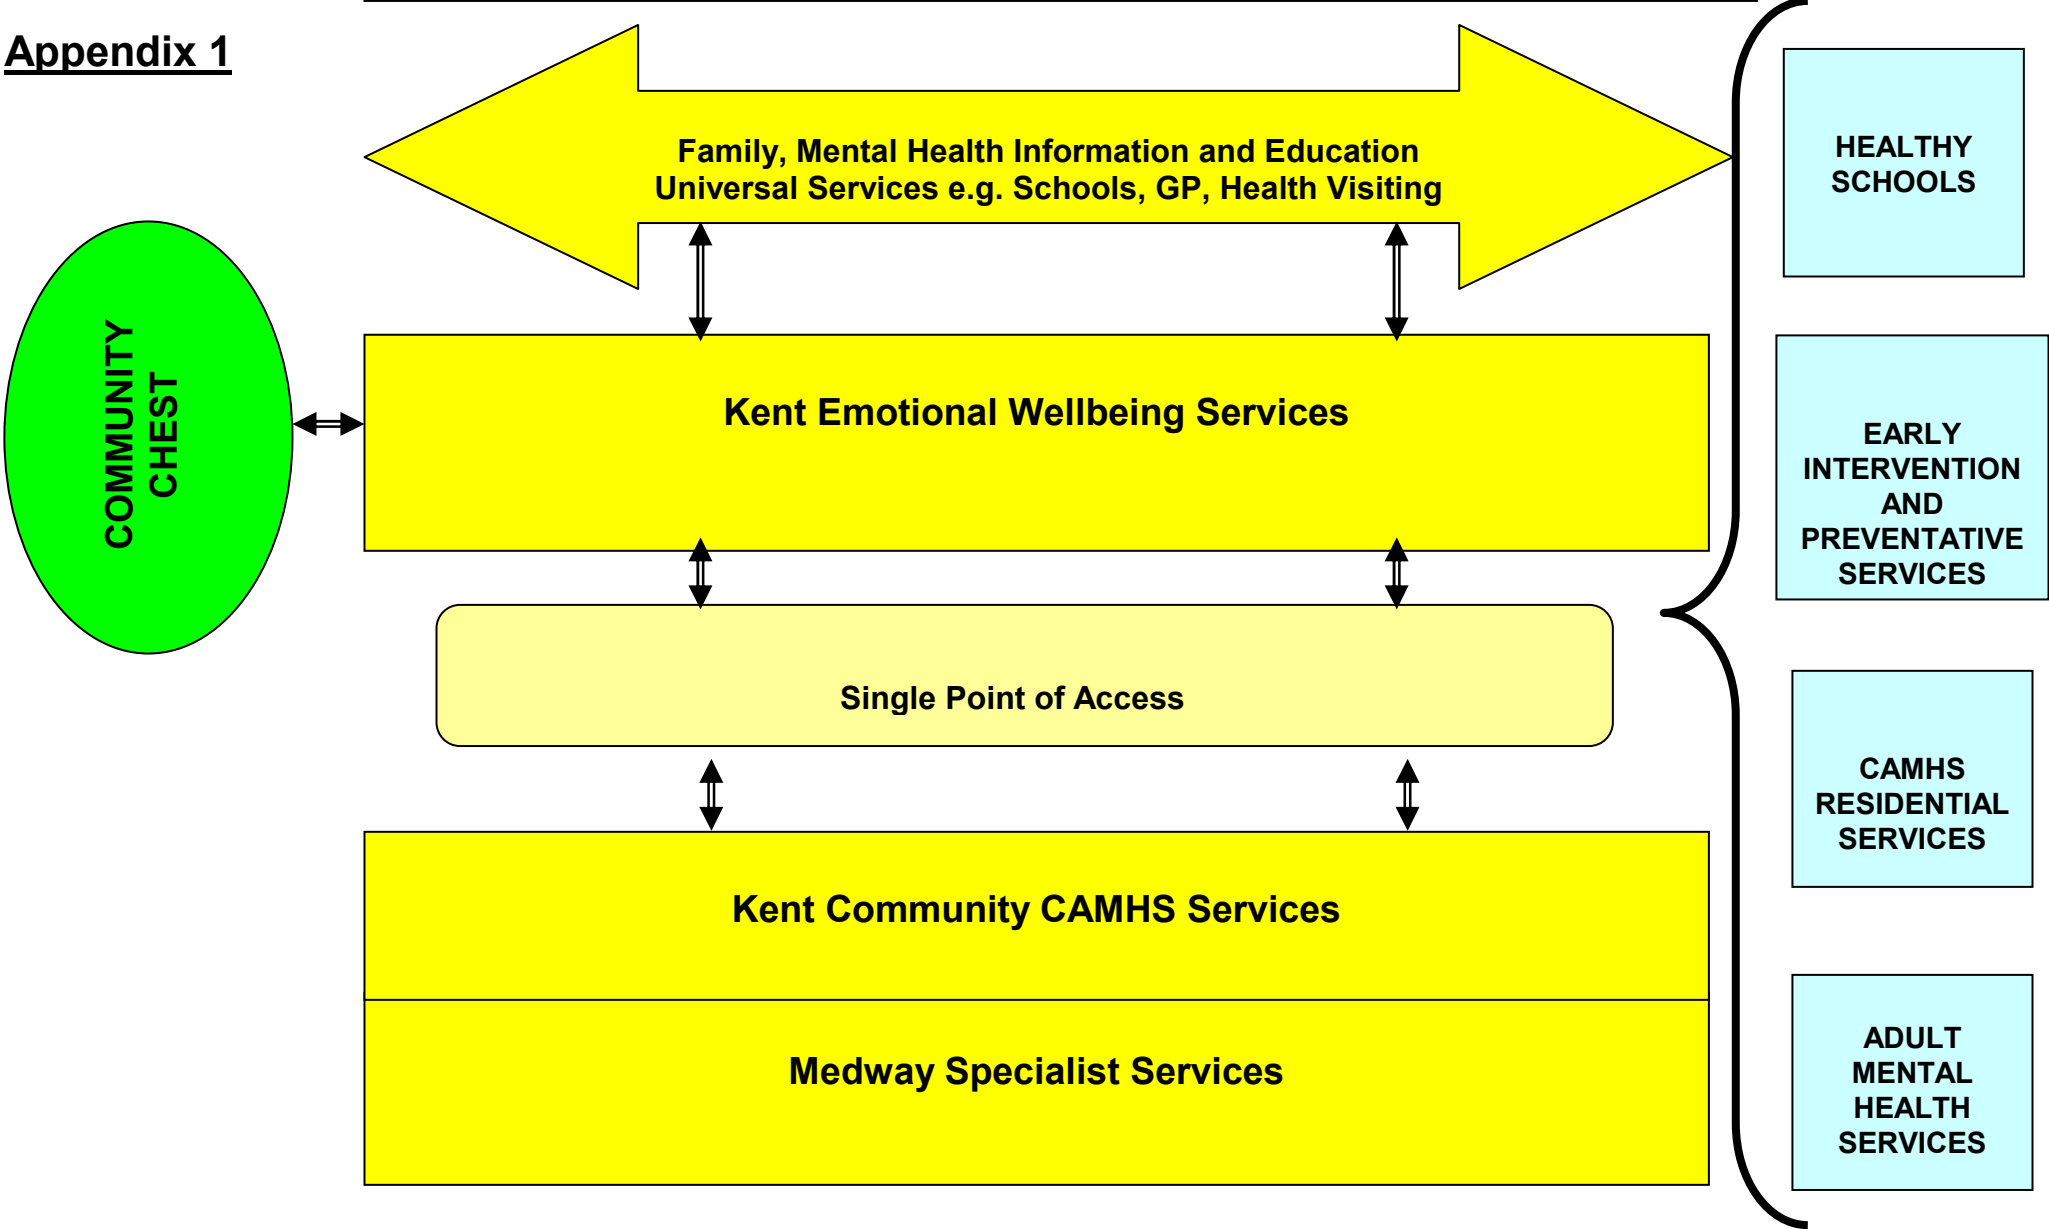 Appendix 1
Family, Mental Health Information and Education
Universal Services e.g. Schools, GP, Health Visiting
COMMUNITY
CHEST
Kent Emotional Wellbeing Services
Single Point of Access
Kent Community CAMHS Services
Medway Specialist Services
HEALTHY
SCHOOLS
EARLY
INTERVENTION
AND
PREVENTATIVE
SERVICES
CAMHS
RESIDENTIAL
SERVICES
ADULT
MENTAL
HEALTH
SERVICES